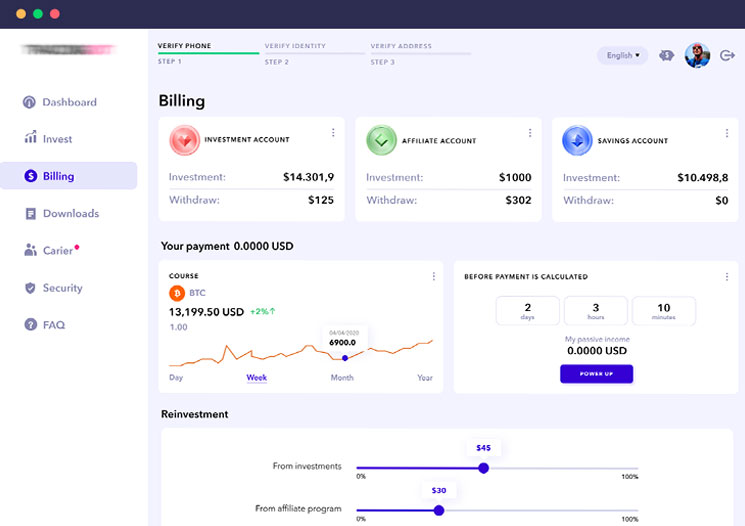 VERIFY PHONE VERIFY IDENTITY VERIFY ADDRESS
STEP 1 STEP 2 STEP 3
English
$
Dashboard
Invest
Billing
Downloads
Carier
Security
FAQ
Billing
INVESTMENT ACCOUNT
Investment: $14.301,9
Withdraw: $125
AFFILIATE ACCOUNT
Investment: $1000
Withdraw: $302
SAVINGS ACCOUNT
Investment: $10.498,8
Withdraw: $0
Your payment 0.0000 USD
COURSE
BTC
13,199.50 USD +2%↑
1.00
04/04/2020
6900.0
Day Week Month Year
BEFORE PAYMENT IS CALCULATED
2 3 10
days hours minutes
My passive income
0.0000 USD
POWER UP
Reinvestment
$45
From investments
0% 100%
$30
From affiliate program
0% 100%